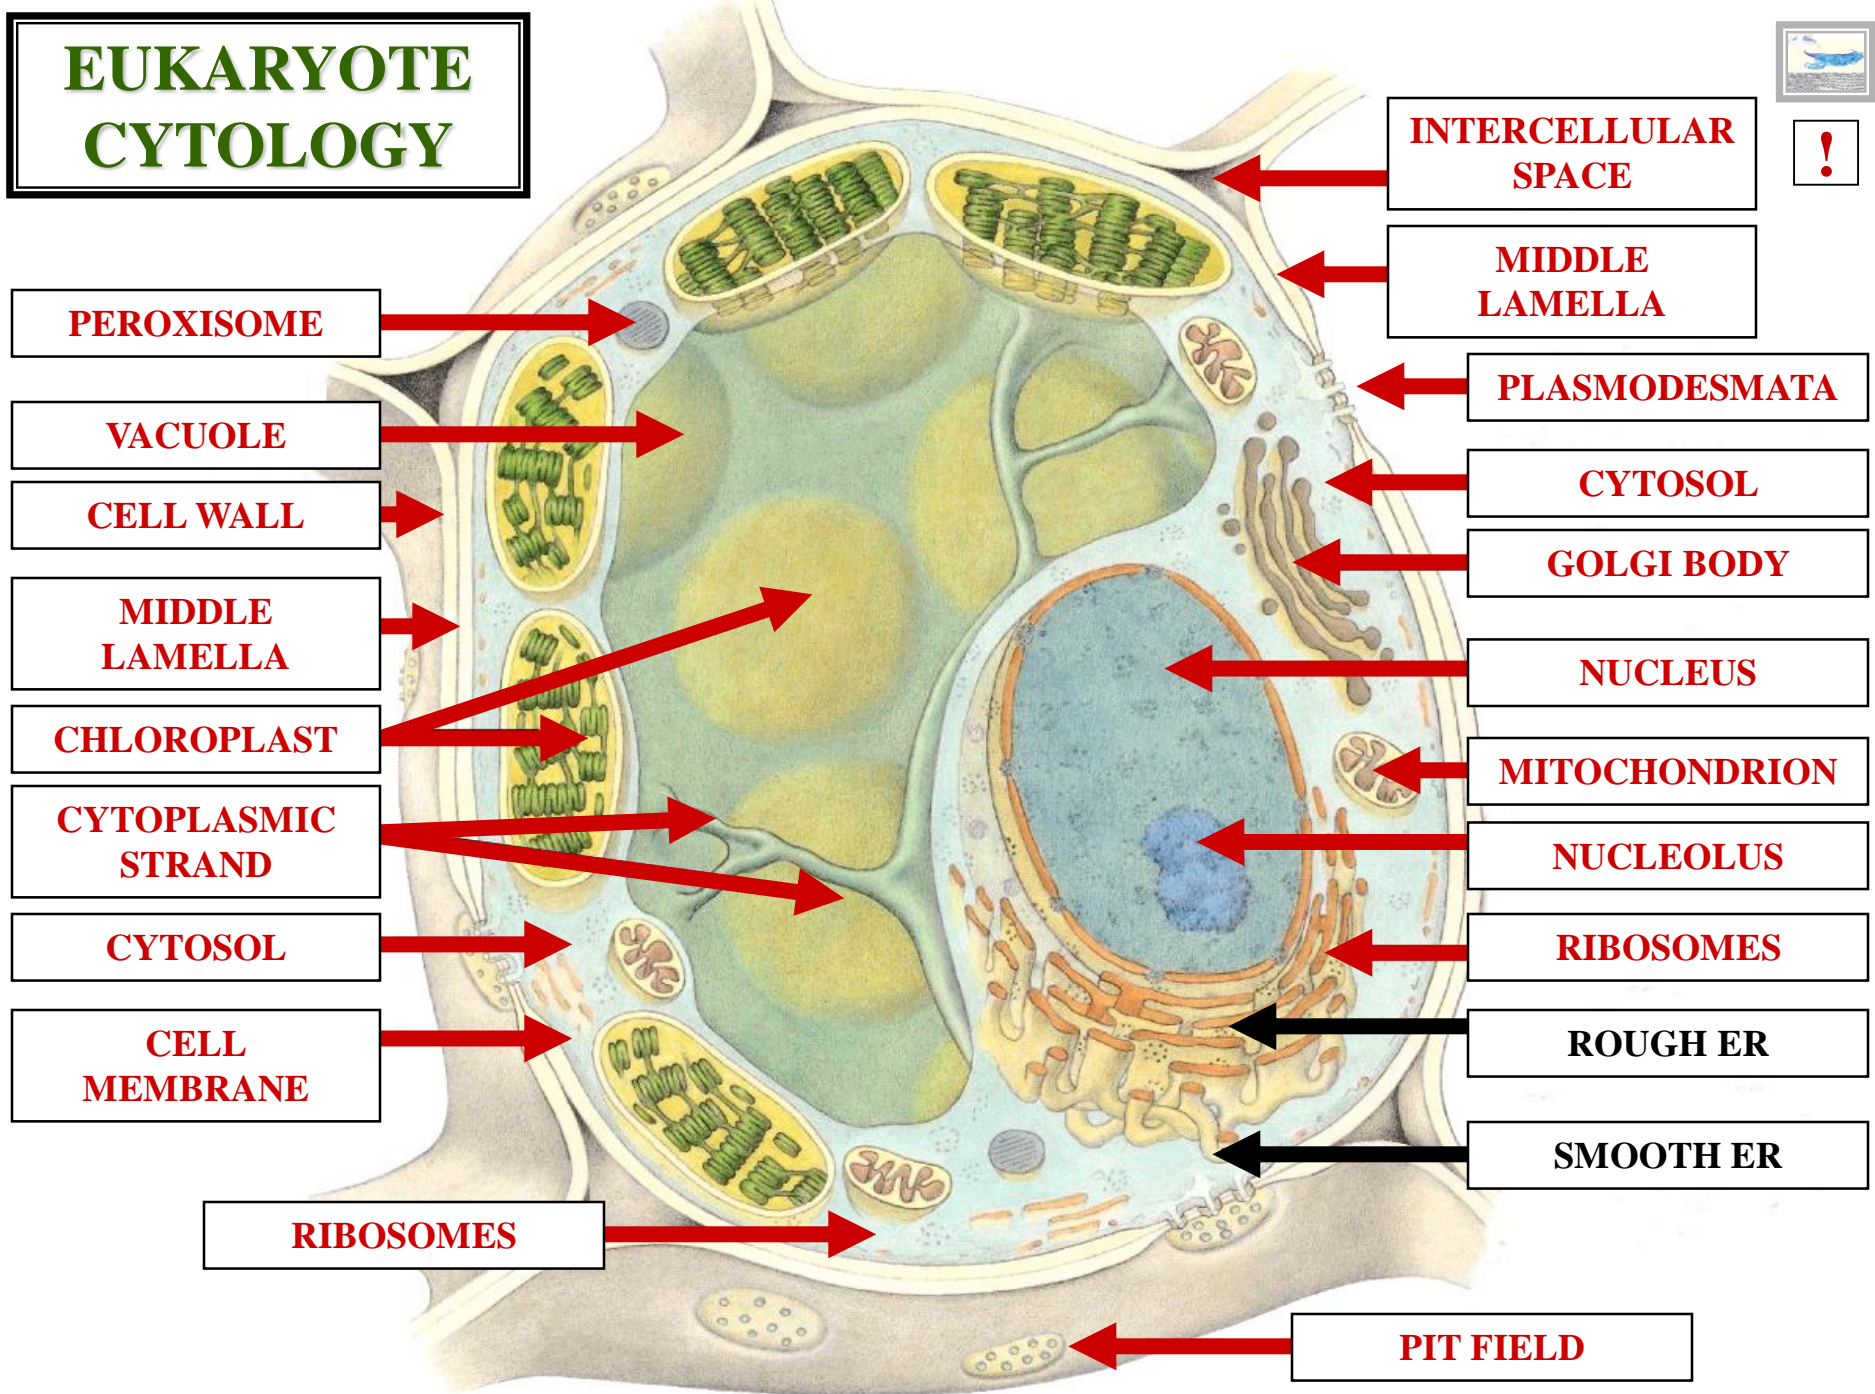 EUKARYOTE
CYTOLOGY
!
INTERCELLULAR
SPACE
MIDDLE
LAMELLA
PLASMODESMATA
CYTOSOL
GOLGI BODY
NUCLEUS
MITOCHONDRION
NUCLEOLUS
RIBOSOMES
ROUGH ER
SMOOTH ER
PIT FIELD
PEROXISOME
VACUOLE
CELL WALL
MIDDLE
LAMELLA
CHLOROPLAST
CYTOPLASMIC
STRAND
CYTOSOL
CELL
MEMBRANE
RIBOSOMES